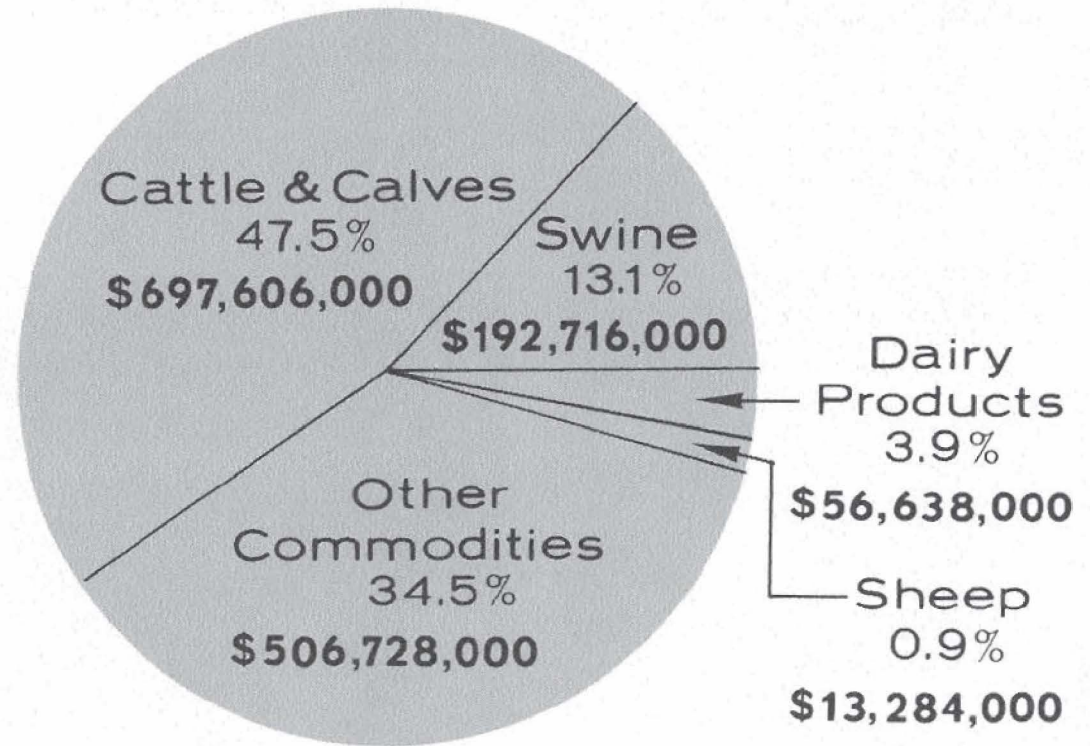 Cattle & Calves
47.5%
$697,606,000
Swine
13.1%
$192,716,000
Dairy
Products
3.9%
$56,638,000
Other
Commodities
34.5%
$506,728,000
Sheep
0.9%
$13,284,000